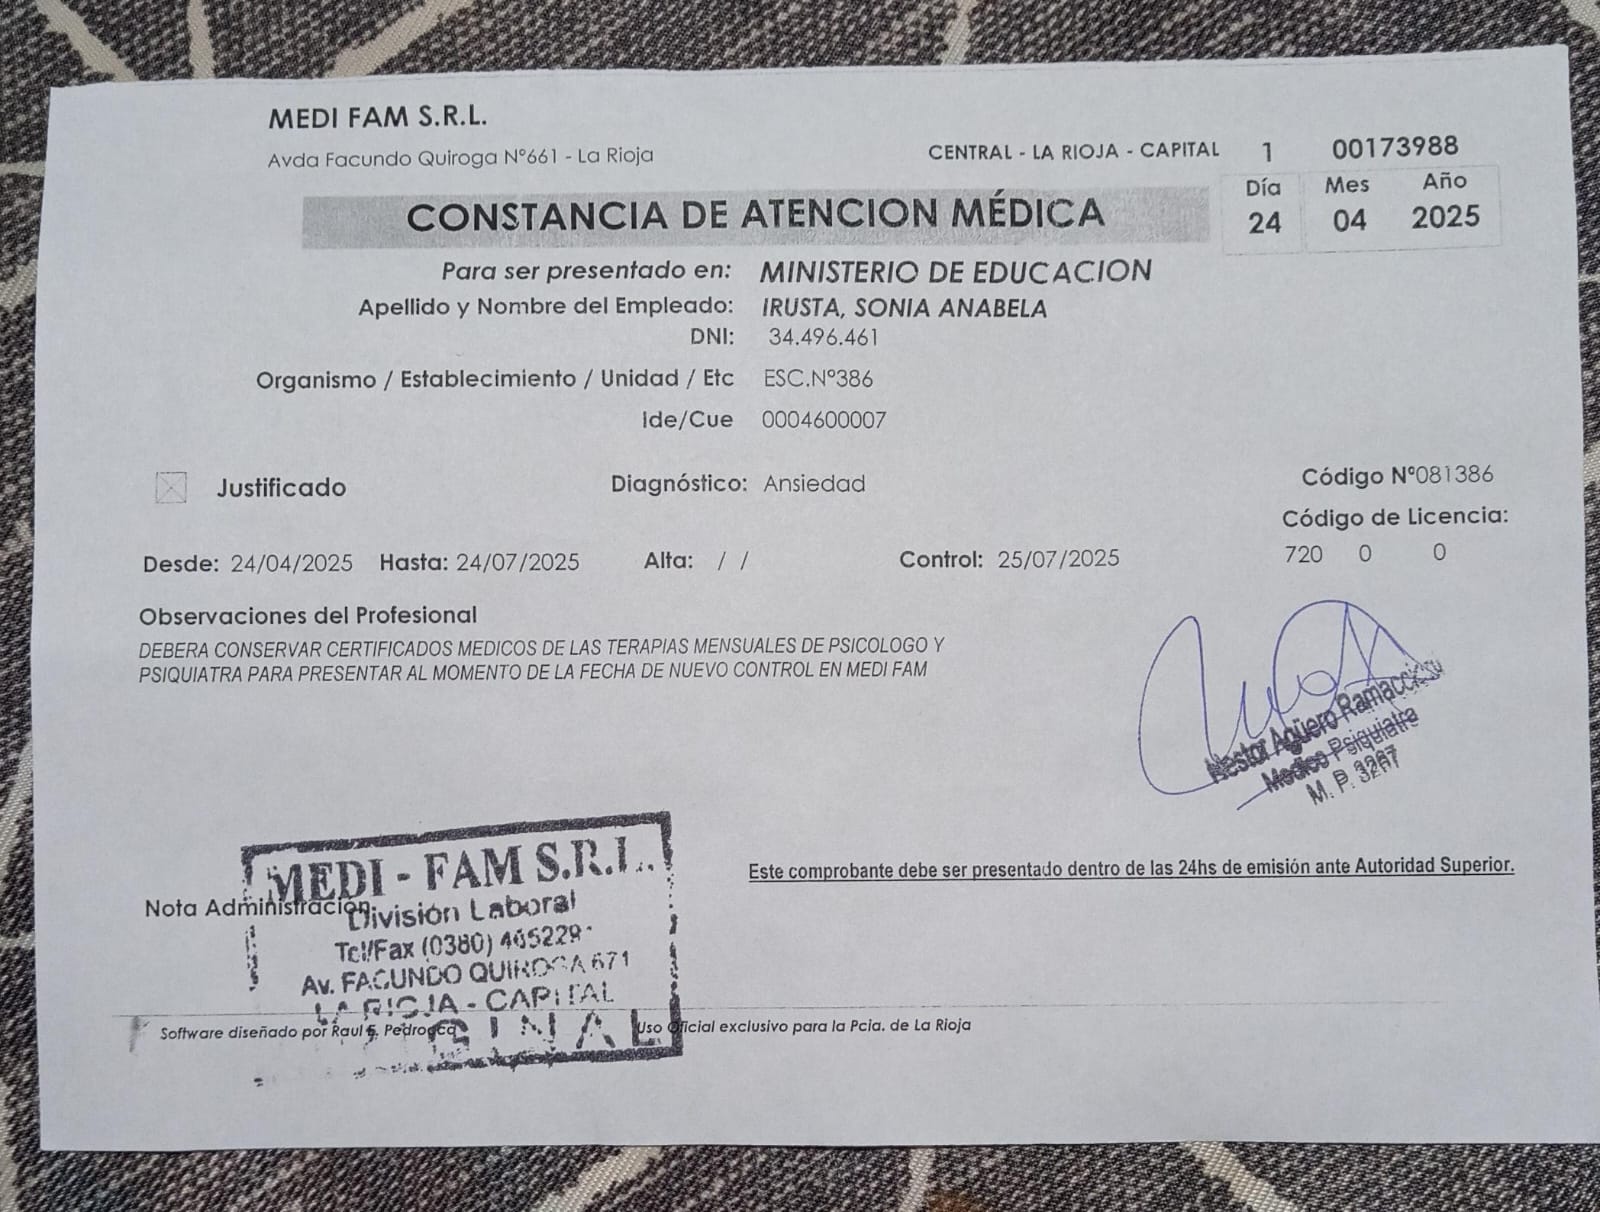 MEDI FAM S.R.L.
Avda Facundo Quiroga N°661 - La Rioja
CENTRAL - LA RIOJA - CAPITAL 1 00173988
CONSTANCIA DE ATENCION MÉDICA
Día Mes Año
24 04 2025
Para ser presentado en: MINISTERIO DE EDUCACION
Apellido y Nombre del Empleado: IRUSTA, SONIA ANABELA
DNI: 34.496.461
Organismo / Establecimiento / Unidad / Etc ESC.N°386
Ide/Cue 0004600007
Justificado Diagnóstico: Ansiedad Código N°081386
Código de Licencia:
720 0 0
Desde: 24/04/2025 Hasta: 24/07/2025 Alta: / / Control: 25/07/2025
Observaciones del Profesional
DEBERA CONSERVAR CERTIFICADOS MEDICOS DE LAS TERAPIAS MENSUALES DE PSICOLOGO Y
PSIQUIATRA PARA PRESENTAR AL MOMENTO DE LA FECHA DE NUEVO CONTROL EN MEDI FAM
Nestor Agüero
Medico Psiquiatra
M. P.
MEDI - FAM S.R.L.
División Laboral
Tel/Fax (0380)
Av. FACUNDO QUIROGA 671
LA RIOJA - CAPITAL
Este comprobante debe ser presentado dentro de las 24hs de emisión ante Autoridad Superior.
Nota Administracion
Software diseñado por Raul Uso Oficial exclusivo para la Pcia. de La Rioja